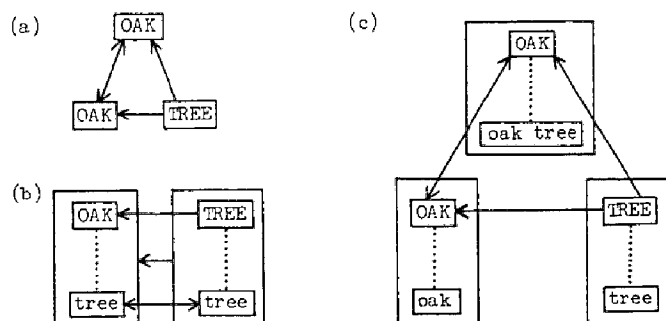 (a)
OAK
OAK TREE
(b)
OAK TREE
tree tree
(c)
OAK
oak tree
OAK TREE
oak tree